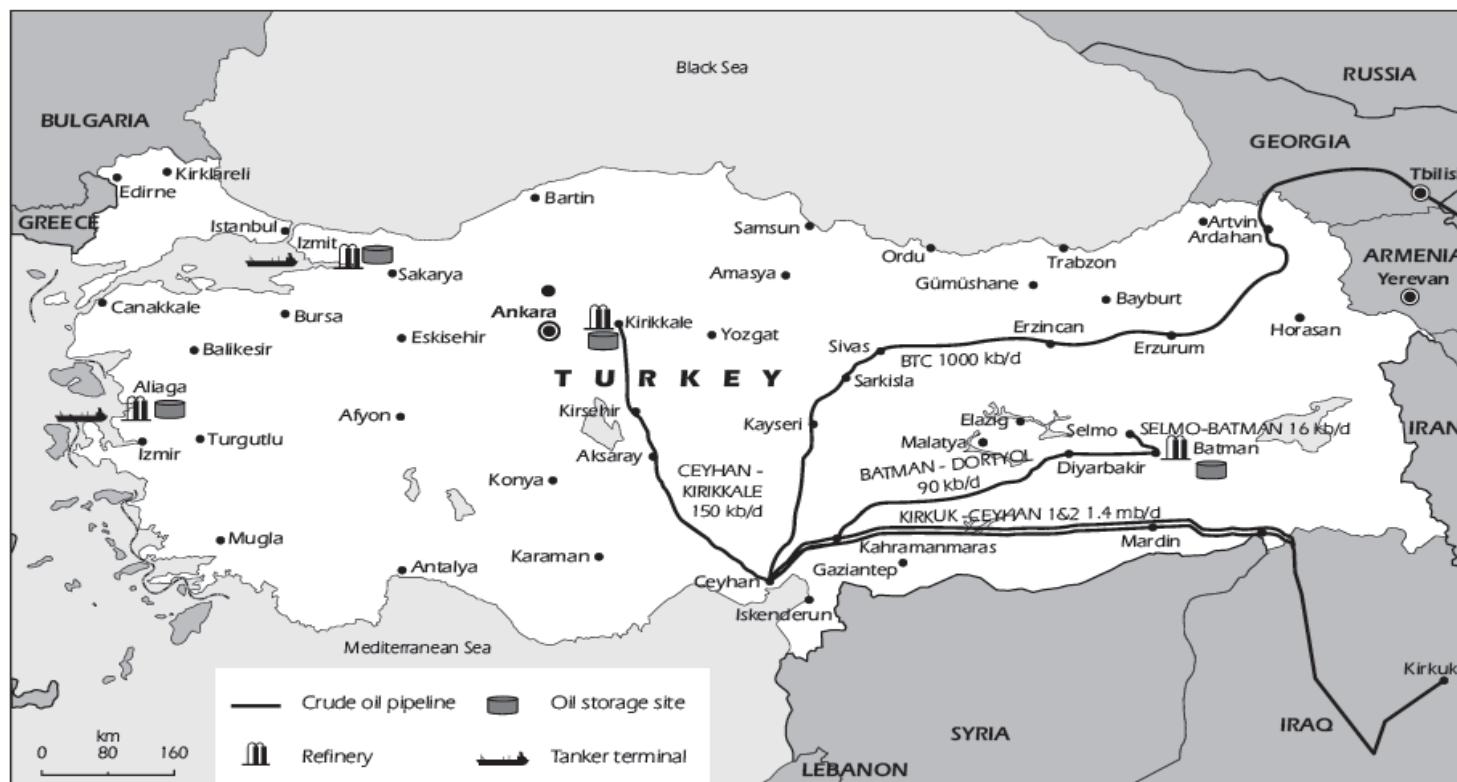 Black Sea
RUSSIA
BULGARIA
GEORGIA
Kirklareli
Edirne
Tbilis
Bartin
GREECE
Istanbul
Samsun
Artvin
Ardahan
Izmit
Ordu
Trabzon
ARMENIA
Sakarya
Amasya
Gümüshane
Yerevan
Canakkale
Bursa
Ankara
Kirikkale
Bayburt
Horasan
Eskisehir
Yozgat
Erzincan
Erzurum
Balikesir
Sivas
BTC 1000 kb/d
TURKEY
Sarkisla
Aliaga
Afyon
Kirsehir
Kayseri
Elazig
Selmo
SELMO-BATMAN 16 kb/d
IRAN
Turgutlu
Izmir
Malatya
Batman
Aksaray
Diyarbakir
CEYHAN -
KIRIKKALE
150 kb/d
BATMAN - DORTYOL
90 kb/d
Konya
KIRKUK -CEYHAN 1&2 1.4 mb/d
Mugla
Karaman
Kahramanmaras
Mardin
Antalya
Gaziantep
Ceyhan
Iskenderun
Mediterranean Sea
Kirkuk
Crude oil pipeline
Oil storage site
km
0 80 160
Refinery
Tanker terminal
SYRIA
IRAQ
LEBANON